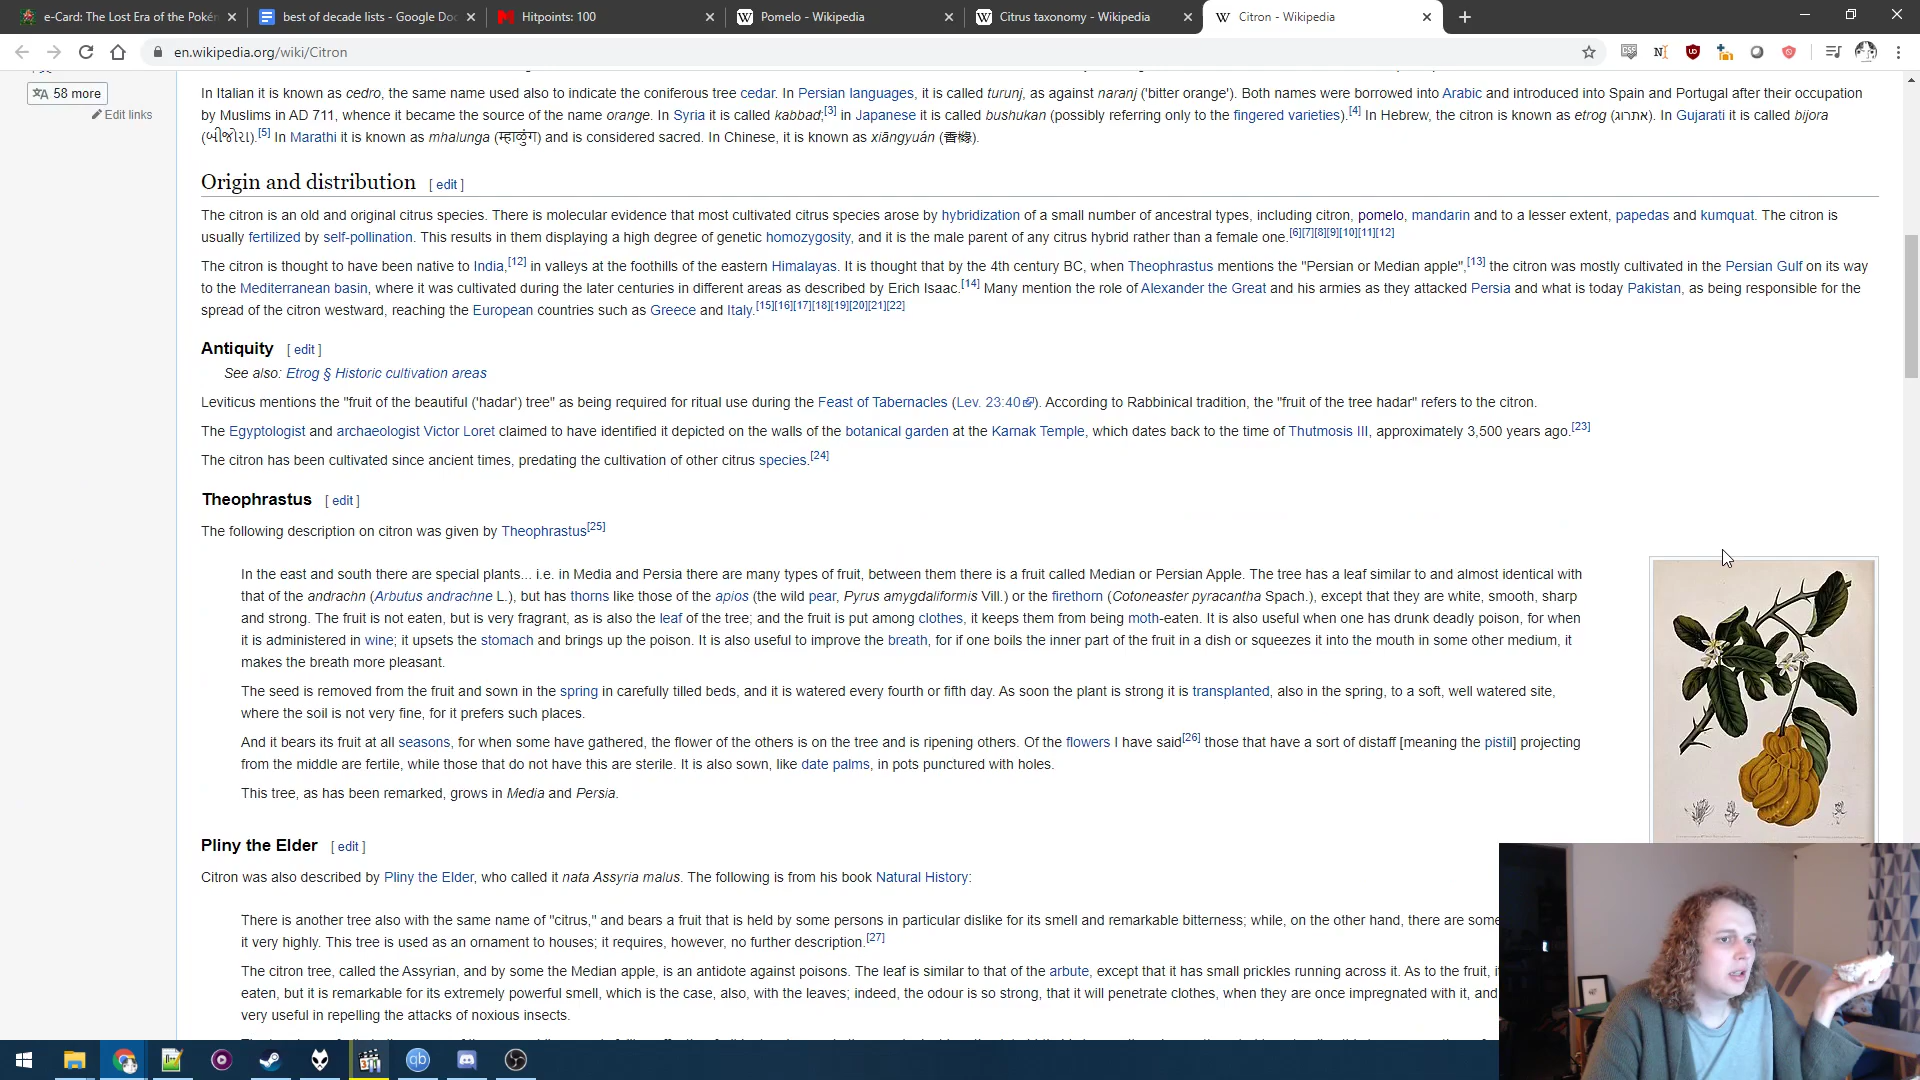 e-Card: The Lost Era of the Poké
best of decade lists - Google Do
Hitpoints: 100
Pomelo - Wikipedia
Citrus taxonomy - Wikipedia
Citron - Wikipedia
en.wikipedia.org/wiki/Citron
58 more
Edit links
In Italian it is known as cedro, the same name used also to indicate the coniferous tree cedar. In Persian languages, it is called turunj, as against naranj ('bitter orange'). Both names were borrowed into Arabic and introduced into Spain and Portugal after their occupation
by Muslims in AD 711, whence it became the source of the name orange. In Syria it is called kabbad;[3] in Japanese it is called bushukan (possibly referring only to the fingered varieties).[4] In Hebrew, the citron is known as etrog (אתרוג). In Gujarati it is called bijora
(બીજોરા).[5] In Marathi it is known as mhalunga (म्हाळुंग) and is considered sacred. In Chinese, it is known as xiāngyuán (香櫞).
Origin and distribution [ edit ]
The citron is an old and original citrus species. There is molecular evidence that most cultivated citrus species arose by hybridization of a small number of ancestral types, including citron, pomelo, mandarin and to a lesser extent, papedas and kumquat. The citron is
usually fertilized by self-pollination. This results in them displaying a high degree of genetic homozygosity, and it is the male parent of any citrus hybrid rather than a female one.[6][7][8][9][10][11][12]
The citron is thought to have been native to India,[12] in valleys at the foothills of the eastern Himalayas. It is thought that by the 4th century BC, when Theophrastus mentions the "Persian or Median apple",[13] the citron was mostly cultivated in the Persian Gulf on its way
to the Mediterranean basin, where it was cultivated during the later centuries in different areas as described by Erich Isaac.[14] Many mention the role of Alexander the Great and his armies as they attacked Persia and what is today Pakistan, as being responsible for the
spread of the citron westward, reaching the European countries such as Greece and Italy.[15][16][17][18][19][20][21][22]
Antiquity [ edit ]
See also: Etrog § Historic cultivation areas
Leviticus mentions the "fruit of the beautiful ('hadar') tree" as being required for ritual use during the Feast of Tabernacles (Lev. 23:40). According to Rabbinical tradition, the "fruit of the tree hadar" refers to the citron.
The Egyptologist and archaeologist Victor Loret claimed to have identified it depicted on the walls of the botanical garden at the Karnak Temple, which dates back to the time of Thutmosis III, approximately 3,500 years ago.[23]
The citron has been cultivated since ancient times, predating the cultivation of other citrus species.[24]
Theophrastus [ edit ]
The following description on citron was given by Theophrastus[25]
In the east and south there are special plants... i.e. in Media and Persia there are many types of fruit, between them there is a fruit called Median or Persian Apple. The tree has a leaf similar to and almost identical with
that of the andrachn (Arbutus andrachne L.), but has thorns like those of the apios (the wild pear, Pyrus amygdaliformis Vill.) or the firethorn (Cotoneaster pyracantha Spach.), except that they are white, smooth, sharp
and strong. The fruit is not eaten, but is very fragrant, as is also the leaf of the tree; and the fruit is put among clothes, it keeps them from being moth-eaten. It is also useful when one has drunk deadly poison, for when
it is administered in wine; it upsets the stomach and brings up the poison. It is also useful to improve the breath, for if one boils the inner part of the fruit in a dish or squeezes it into the mouth in some other medium, it
makes the breath more pleasant.
The seed is removed from the fruit and sown in the spring in carefully tilled beds, and it is watered every fourth or fifth day. As soon the plant is strong it is transplanted, also in the spring, to a soft, well watered site,
where the soil is not very fine, for it prefers such places.
And it bears its fruit at all seasons, for when some have gathered, the flower of the others is on the tree and is ripening others. Of the flowers I have said[26] those that have a sort of distaff [meaning the pistil] projecting
from the middle are fertile, while those that do not have this are sterile. It is also sown, like date palms, in pots punctured with holes.
This tree, as has been remarked, grows in Media and Persia.
Pliny the Elder [ edit ]
Citron was also described by Pliny the Elder, who called it nata Assyria malus. The following is from his book Natural History:
There is another tree also with the same name of "citrus," and bears a fruit that is held by some persons in particular dislike for its smell and remarkable bitterness; while, on the other hand, there are some
it very highly. This tree is used as an ornament to houses; it requires, however, no further description.[27]
The citron tree, called the Assyrian, and by some the Median apple, is an antidote against poisons. The leaf is similar to that of the arbute, except that it has small prickles running across it. As to the fruit, i
eaten, but it is remarkable for its extremely powerful smell, which is the case, also, with the leaves; indeed, the odour is so strong, that it will penetrate clothes, when they are once impregnated with it, and
very useful in repelling the attacks of noxious insects.